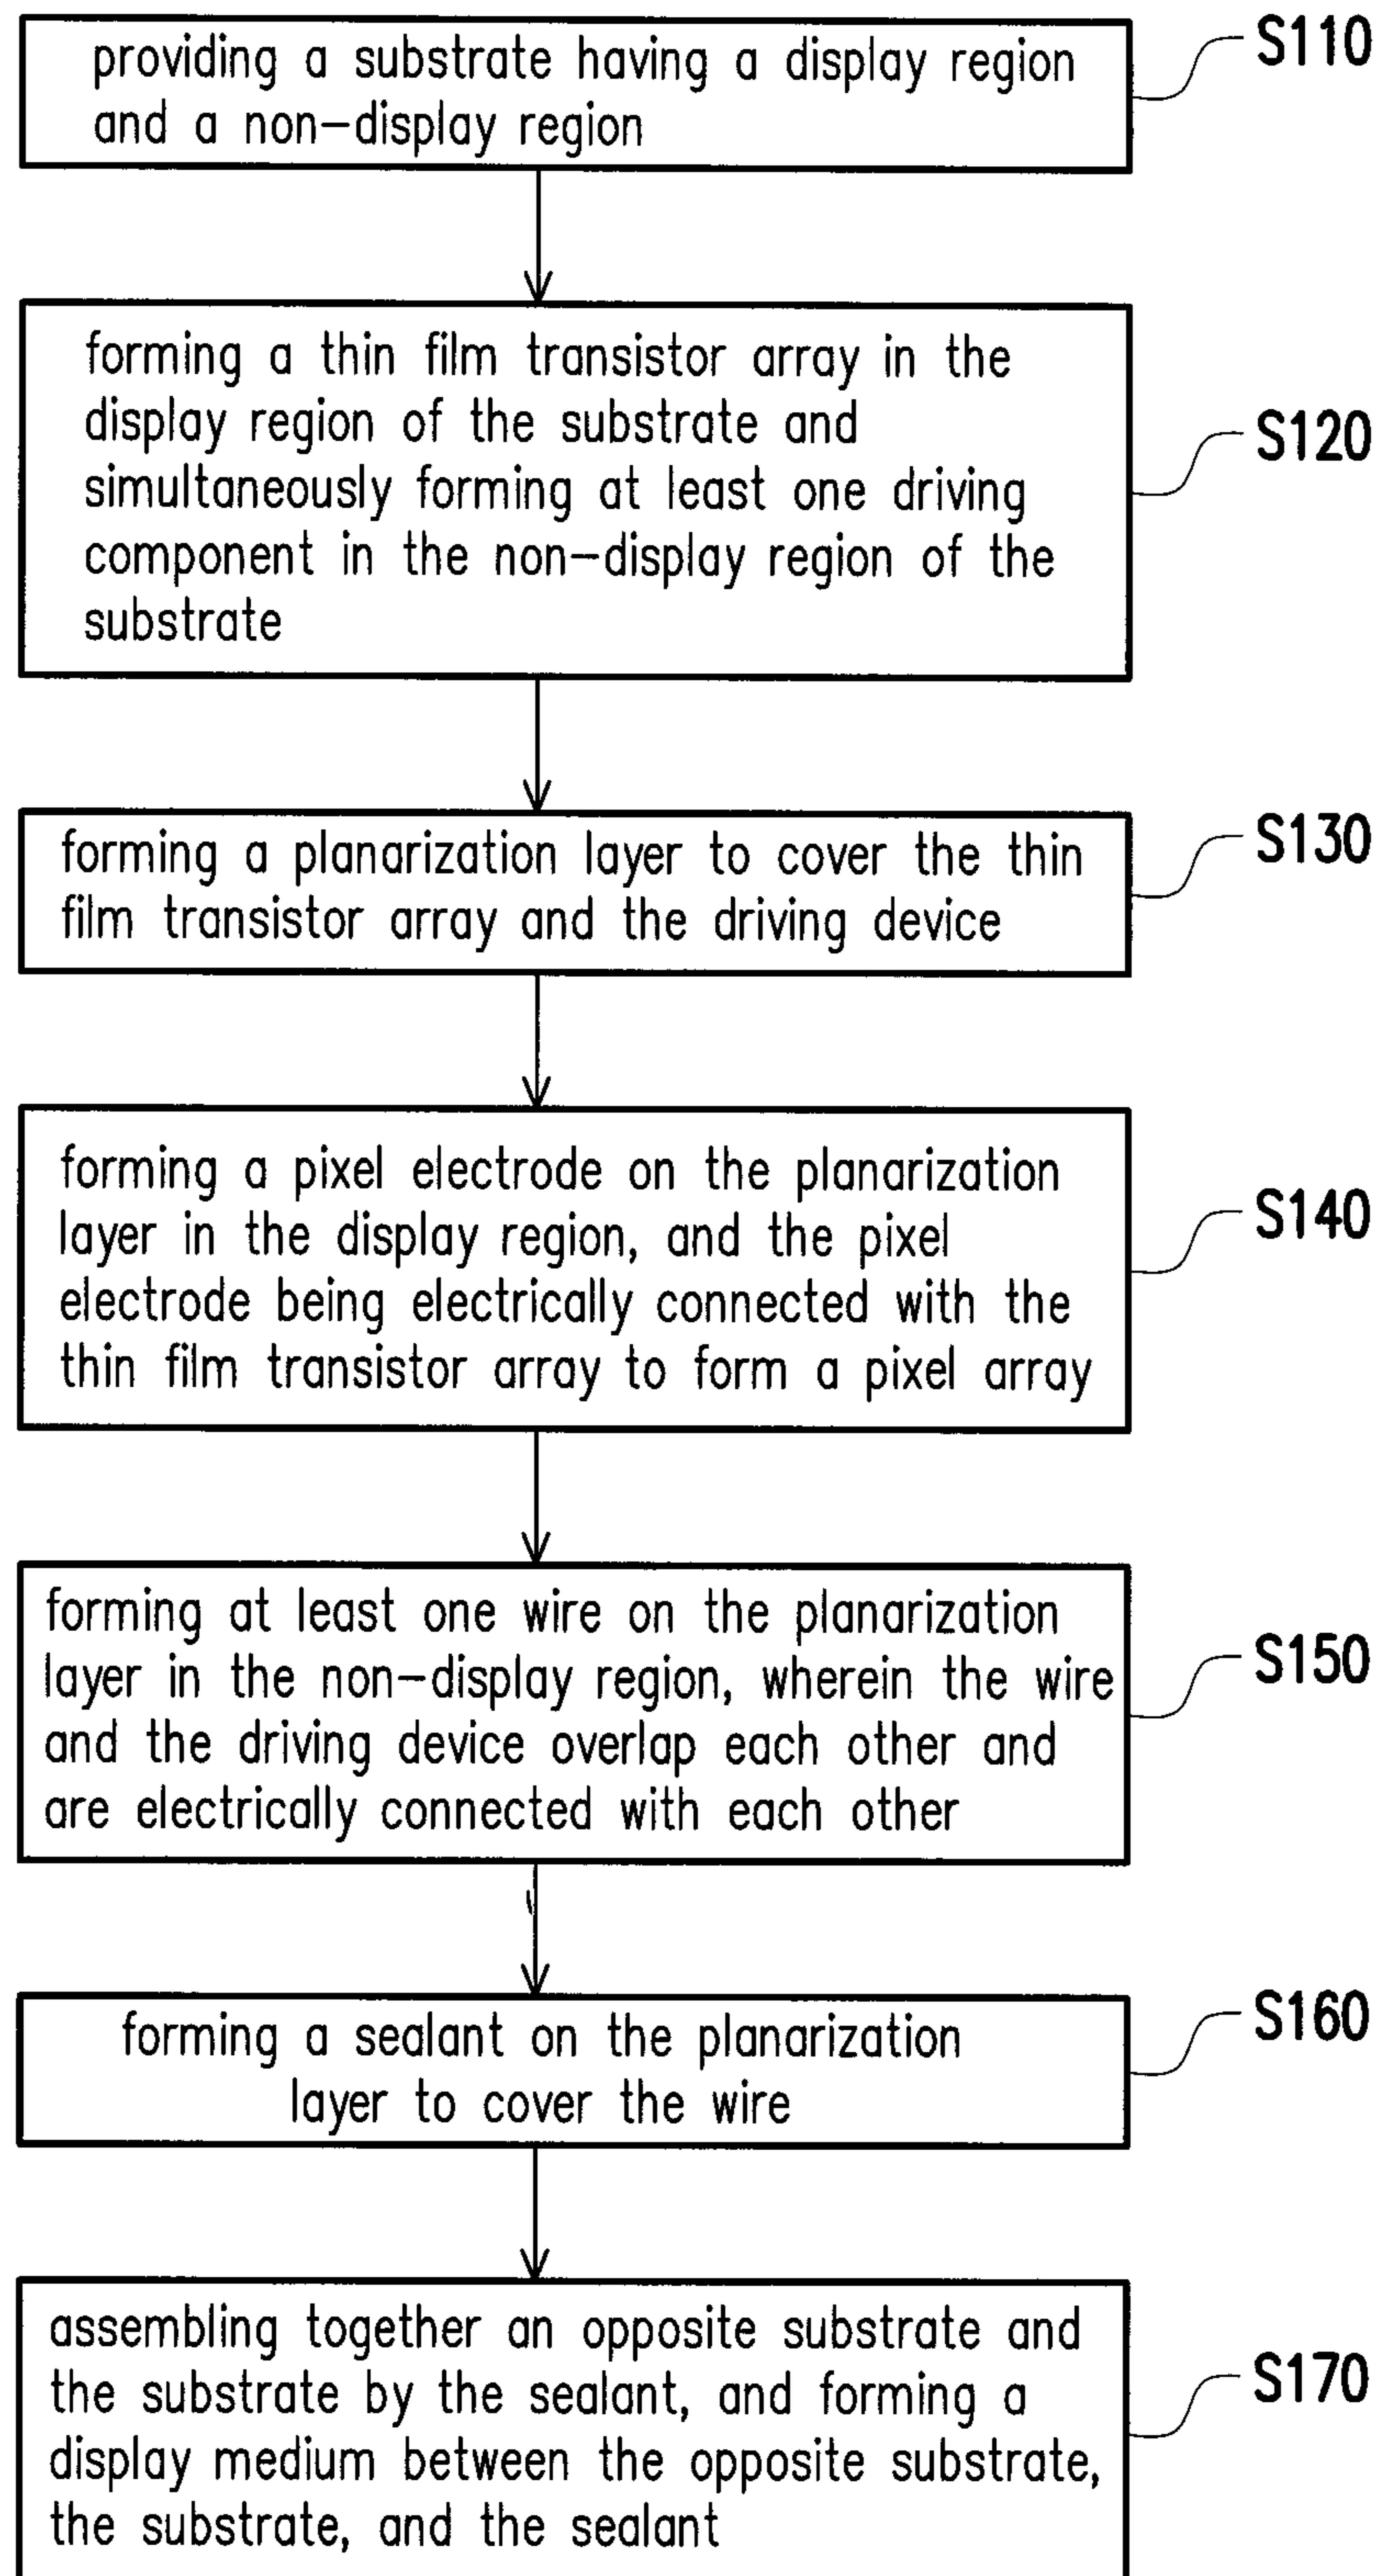 providing a substrate having a display region
and a non-display region
S110
forming a thin film transistor array in the
display region of the substrate and
simultaneously forming at least one driving
component in the non-display region of the
substrate
S120
forming a planarization layer to cover the thin
film transistor array and the driving device
S130
forming a pixel electrode on the planarization
layer in the display region, and the pixel
electrode being electrically connected with the
thin film transistor array to form a pixel array
S140
forming at least one wire on the planarization
layer in the non-display region, wherein the wire
and the driving device overlap each other and
are electrically connected with each other
S150
forming a sealant on the planarization
layer to cover the wire
S160
assembling together an opposite substrate and
the substrate by the sealant, and forming a
display medium between the opposite substrate,
the substrate, and the sealant
S170